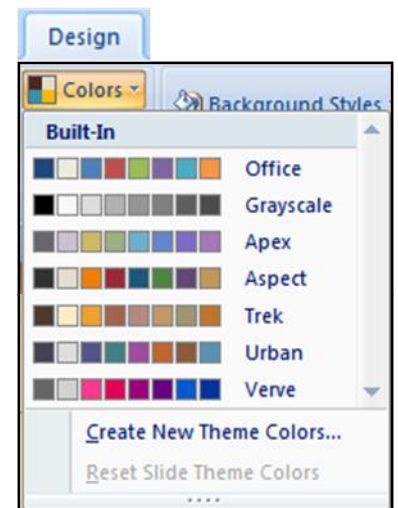 Design
Colors
Background Styles
Built-In
Office
Grayscale
Apex
Aspect
Trek
Urban
Verve
Create New Theme Colors...
Reset Slide Theme Colors